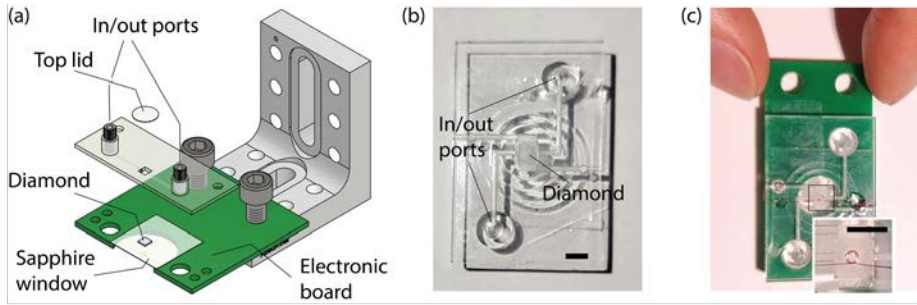 (a)
In/out ports
Top lid
Diamond
Sapphire
window
Electronic
board
(b)
In/out
ports
Diamond
(c)